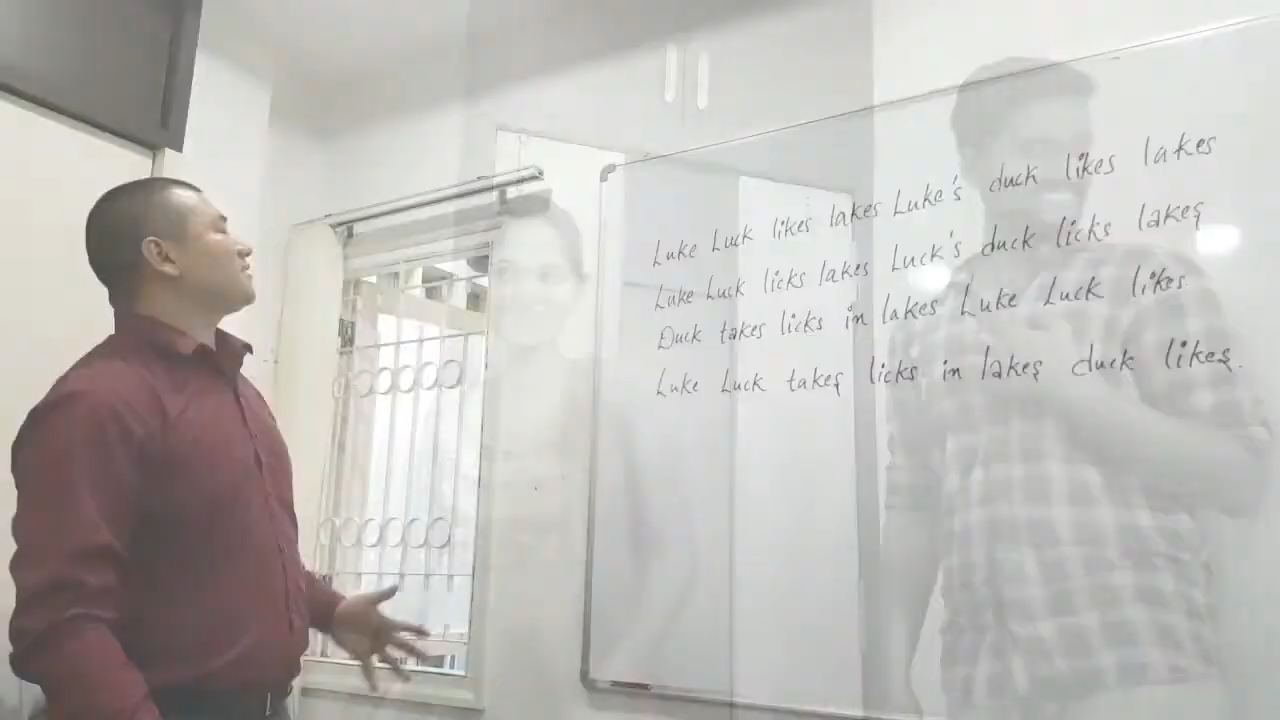 Luke Luck likes lakes Luke's duck likes lakes
Luke Luck licks lakes Luck's duck licks lakes
Duck takes licks in lakes Luke Luck likes
Luke Luck takes licks in lakes duck likes.